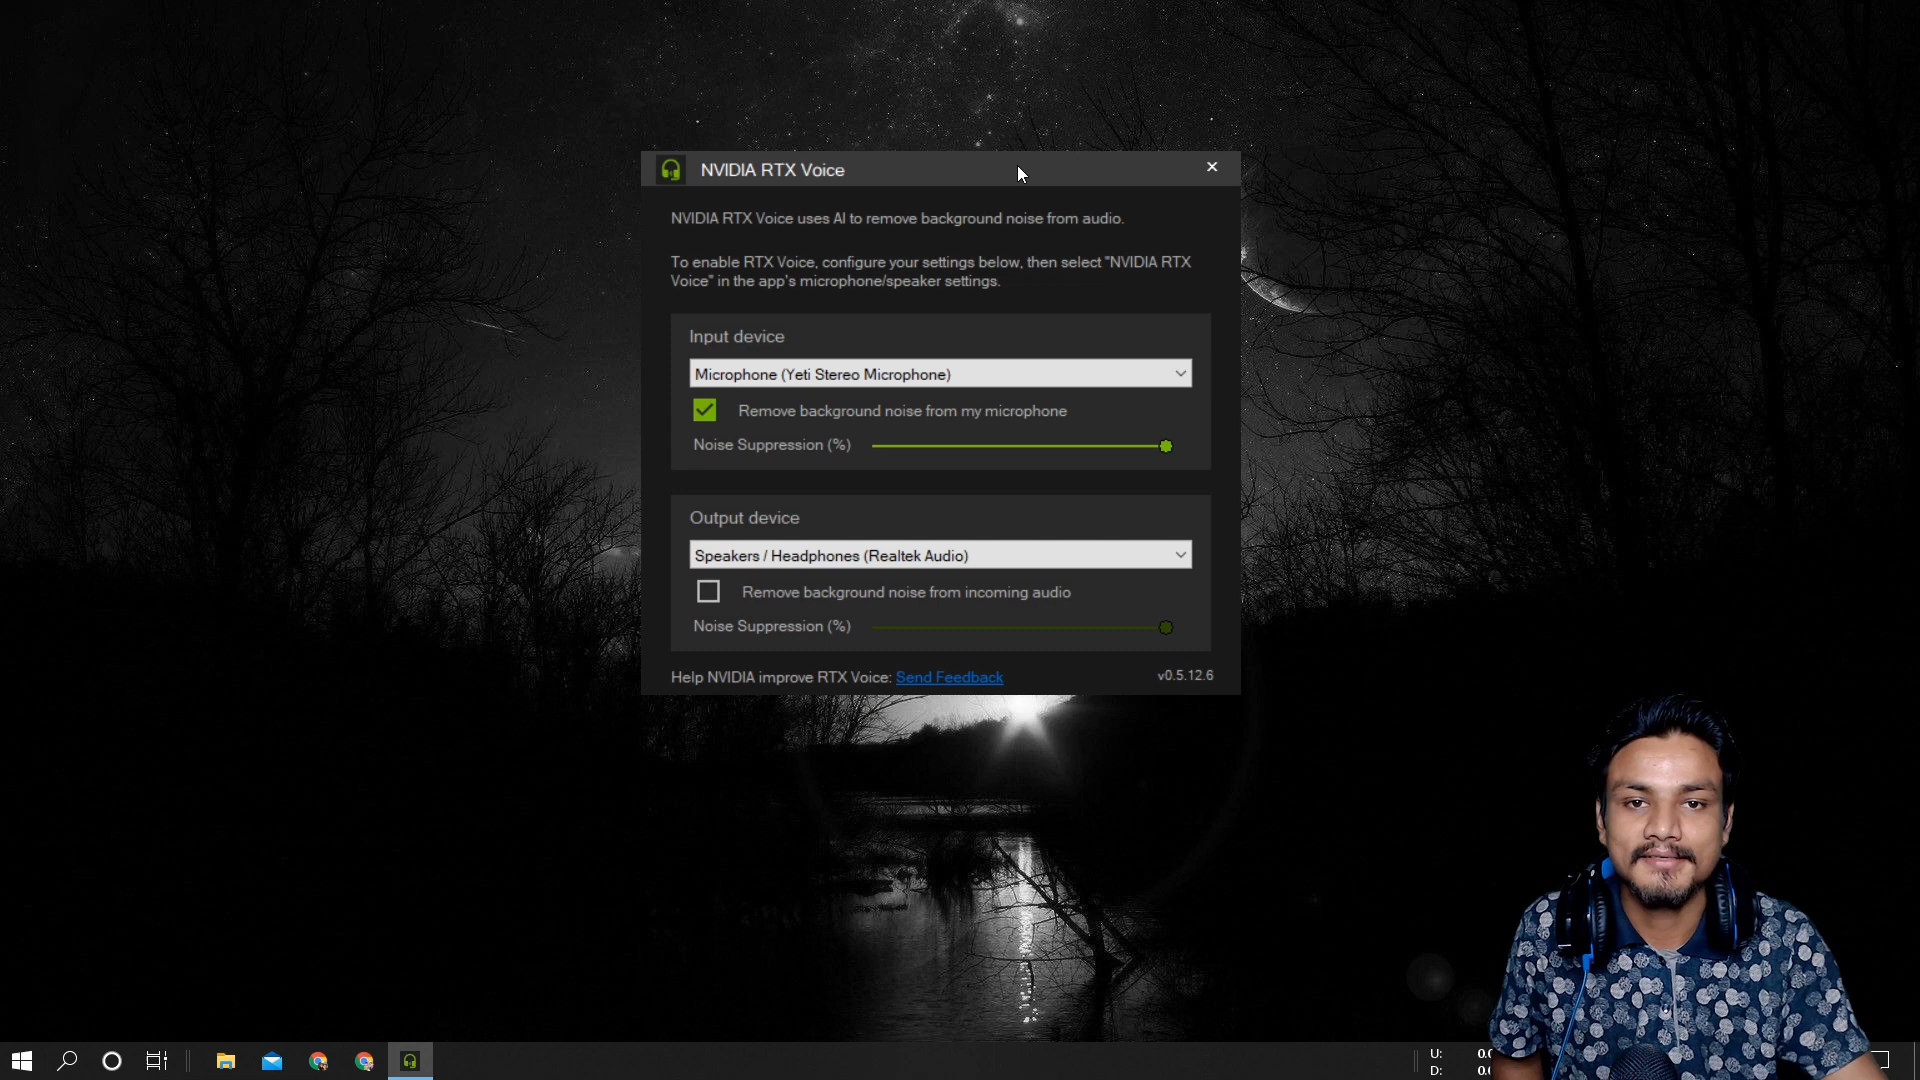 NVIDIA RTX Voice
NVIDIA RTX Voice uses AI to remove background noise from audio.
To enable RTX Voice, configure your settings below, then select "NVIDIA RTX
Voice" in the app's microphone/speaker settings.
Input device
Microphone (Yeti Stereo Microphone)
Remove background noise from my microphone
Noise Suppression (%)
Output device
Speakers / Headphones (Realtek Audio)
Remove background noise from incoming audio
Noise Suppression (%)
Help NVIDIA improve RTX Voice: Send Feedback
v0.5.12.6
U:
D: